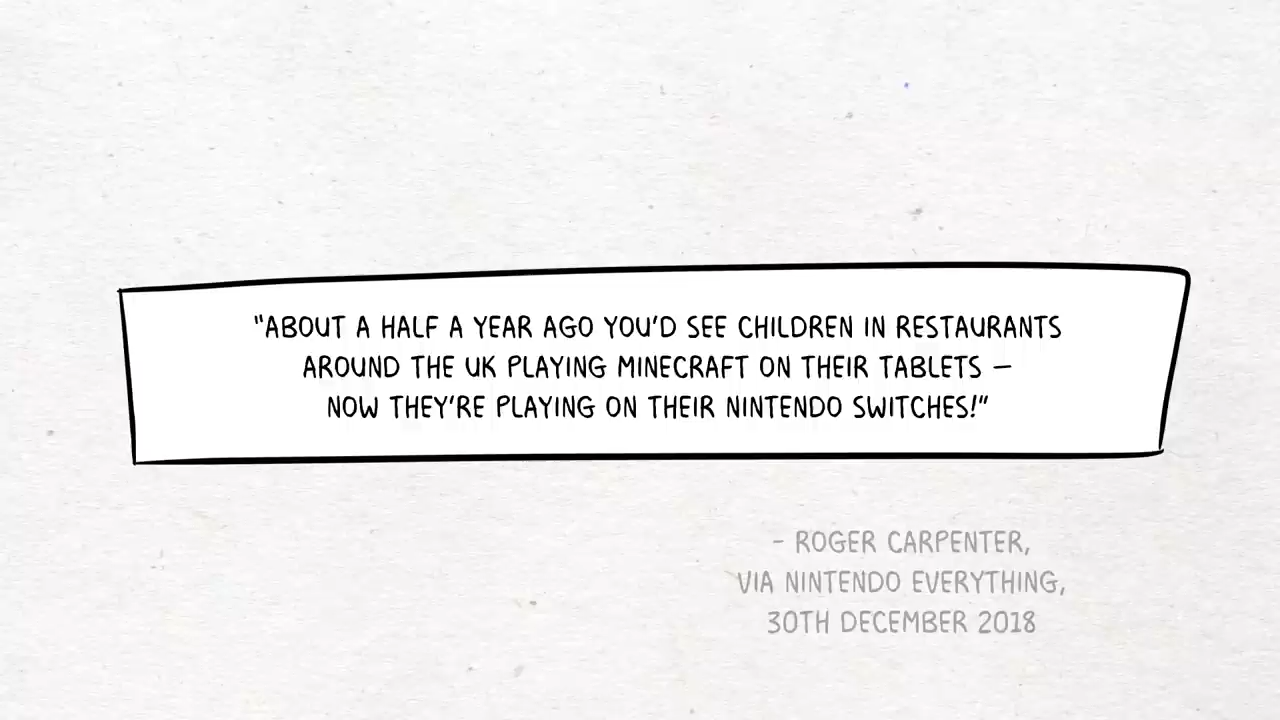 "ABOUT A HALF A YEAR AGO YOU'D SEE CHILDREN IN RESTAURANTS
AROUND THE UK PLAYING MINECRAFT ON THEIR TABLETS –
NOW THEY'RE PLAYING ON THEIR NINTENDO SWITCHES!"
- ROGER CARPENTER,
VIA NINTENDO EVERYTHING,
30TH DECEMBER 2018